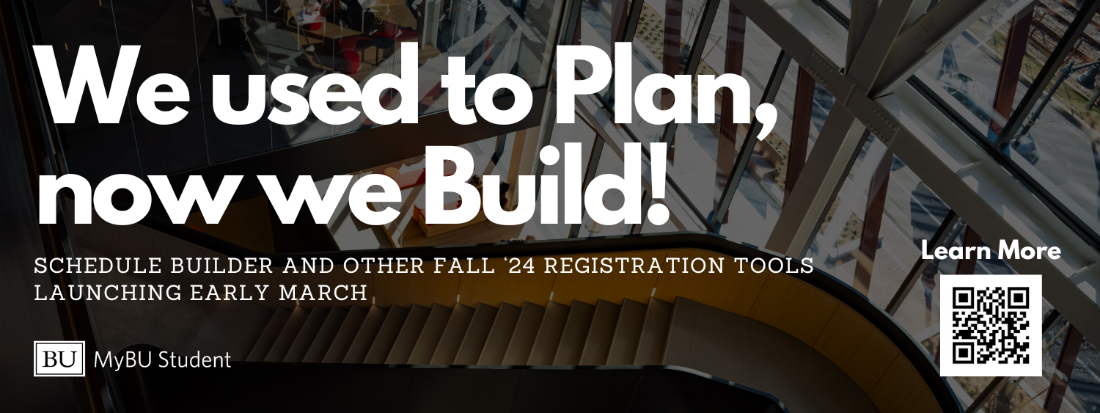 We used to Plan,
now we Build!
SCHEDULE BUILDER AND OTHER FALL ‘24 REGISTRATION TOOLS
LAUNCHING EARLY MARCH
Learn More
BU MyBU Student